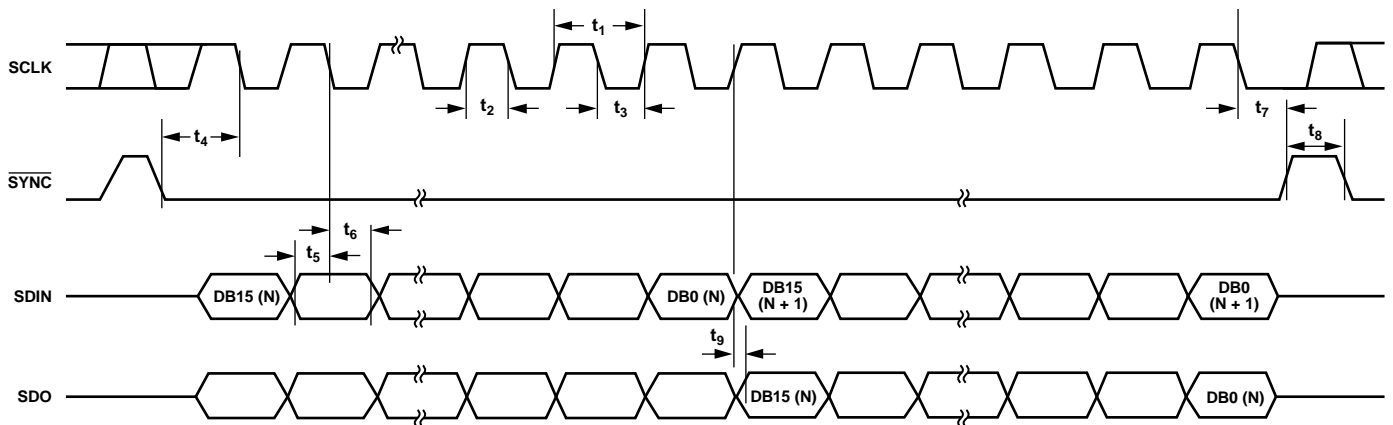 t1
SCLK
t2
t3
t7
t4
t8
SYNC
t6
t5
SDIN
DB15 (N)
DB0 (N)
DB15
(N + 1)
DB0
(N + 1)
t9
SDO
DB15 (N)
DB0 (N)